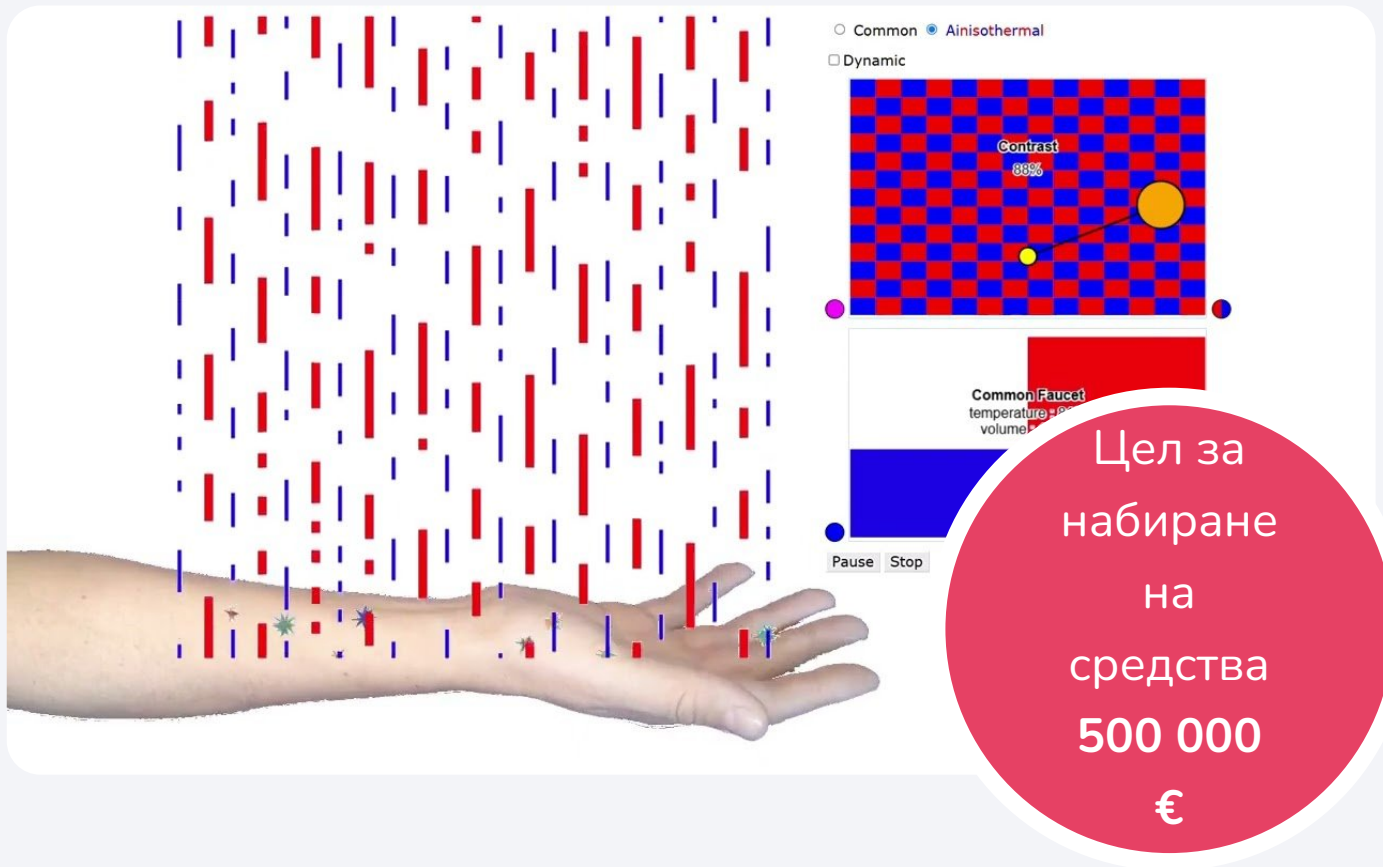 Common Ainisothermal
Dynamic
Contrast
88%
Common Faucet
temperature -
volume
Pause Stop
Цел за
набиране
на
средства
500 000
€